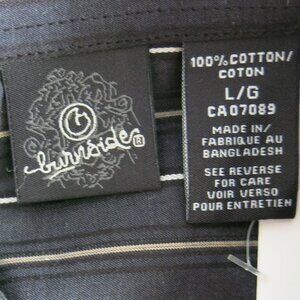 burnside®
100% COTTON/
COTON
L/G
CA07089
MADE IN/
FABRIQUE AU
BANGLADESH
SEE REVERSE
FOR CARE
VOIR VERSO
POUR ENTRETIEN